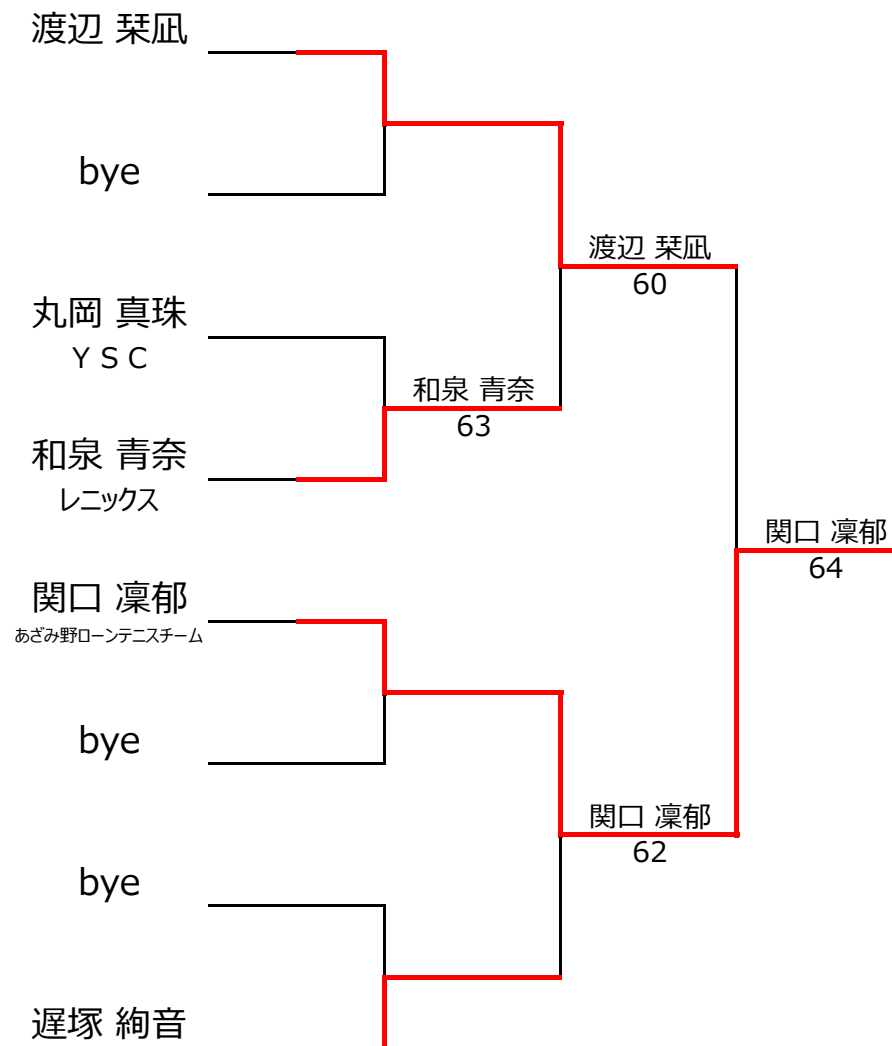 渡辺 栞凪
bye
渡辺 栞凪
60
丸岡 真珠
ＹＳＣ
和泉 青奈
63
和泉 青奈
レニックス
関口 凜郁
64
関口 凜郁
あざみ野ローンテニスチーム
bye
関口 凜郁
62
bye
遅塚 絢音